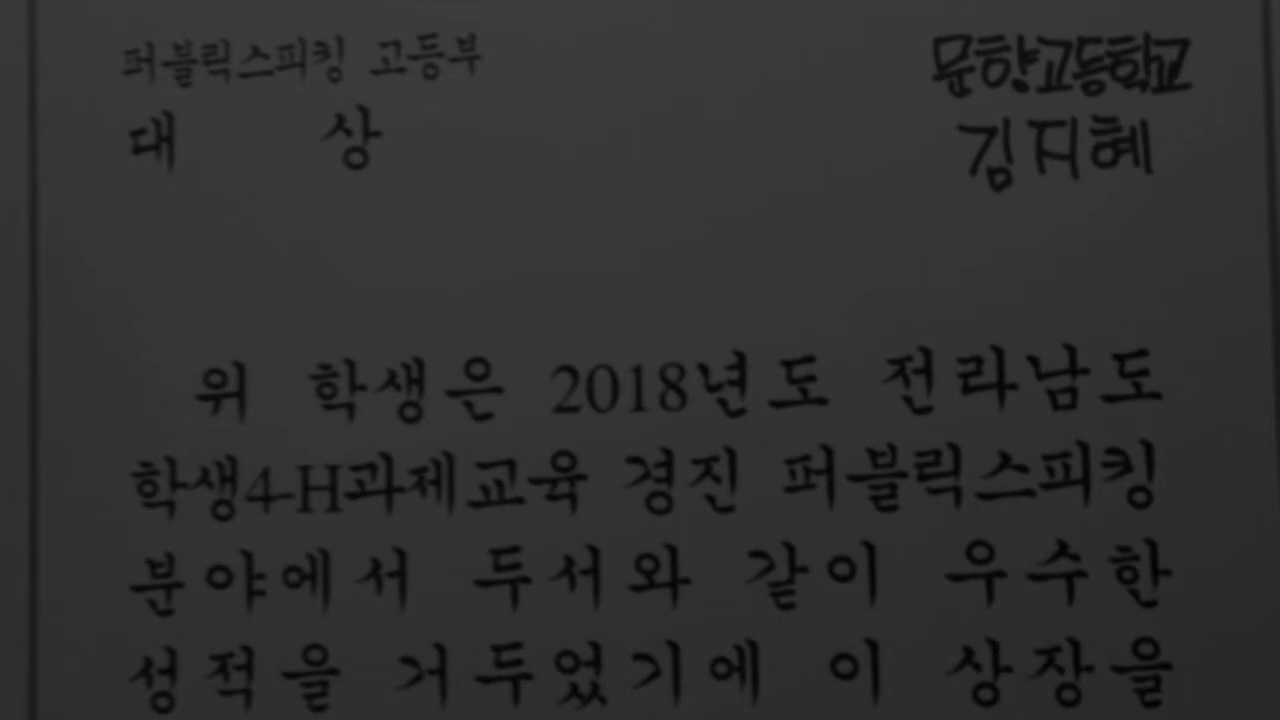 퍼블릭스피킹 고등부
문향고등학교
대 상
김지혜
위 학생은 2018년도 전라남도
학생4-H과제교육 경진 퍼블릭스피킹
분야에서 두서와 같이 우수한
성적을 거두었기에 이 상장을